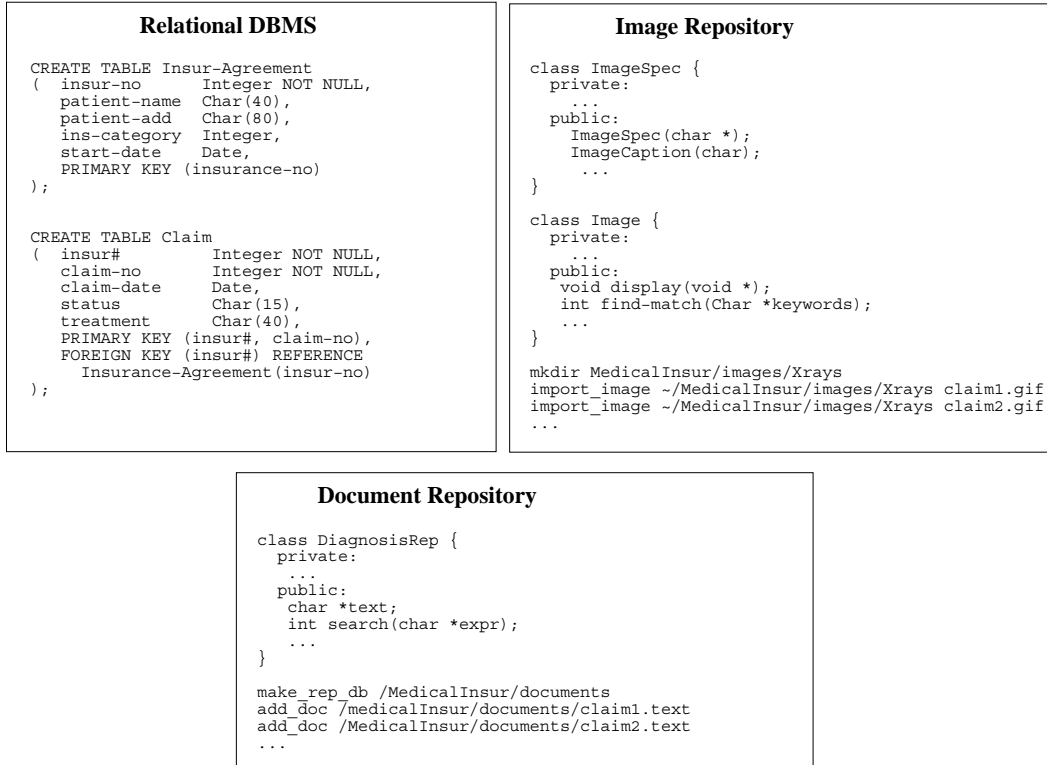 Relational DBMS
CREATE TABLE Insur-Agreement
(  insur-no      Integer NOT NULL,
   patient-name  Char(40),
   patient-add   Char(80),
   ins-category  Integer,
   start-date    Date,
   PRIMARY KEY (insurance-no)
);
CREATE TABLE Claim
(  insur#         Integer NOT NULL,
   claim-no       Integer NOT NULL,
   claim-date     Date,
   status         Char(15),
   treatment      Char(40),
   PRIMARY KEY (insur#, claim-no),
   FOREIGN KEY (insur#) REFERENCE
     Insurance-Agreement(insur-no)
);
Image Repository
class ImageSpec {
  private:
    ...
  public:
    ImageSpec(char *);
    ImageCaption(char);
     ...
}
class Image {
  private:
    ...
  public:
   void display(void *);
   int find-match(Char *keywords);
   ...
}
mkdir MedicalInsur/images/Xrays
import_image ~/MedicalInsur/images/Xrays claim1.gif
import_image ~/MedicalInsur/images/Xrays claim2.gif
...
Document Repository
class DiagnosisRep {
  private:
   ...
  public:
   char *text;
   int search(char *expr);
   ...
}
make_rep_db /MedicalInsur/documents
add_doc /medicalInsur/documents/claim1.text
add_doc /MedicalInsur/documents/claim2.text
...